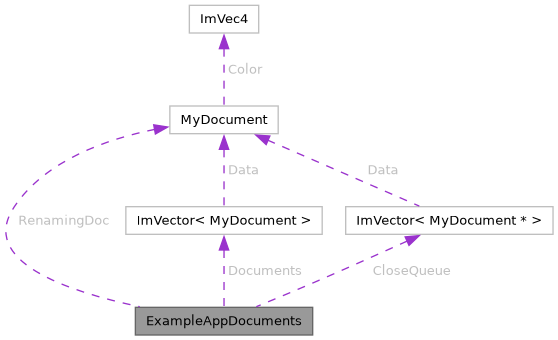 ImVec4
Color
MyDocument
Data
Data
RenamingDoc
ImVector< MyDocument >
ImVector< MyDocument * >
Documents
CloseQueue
ExampleAppDocuments